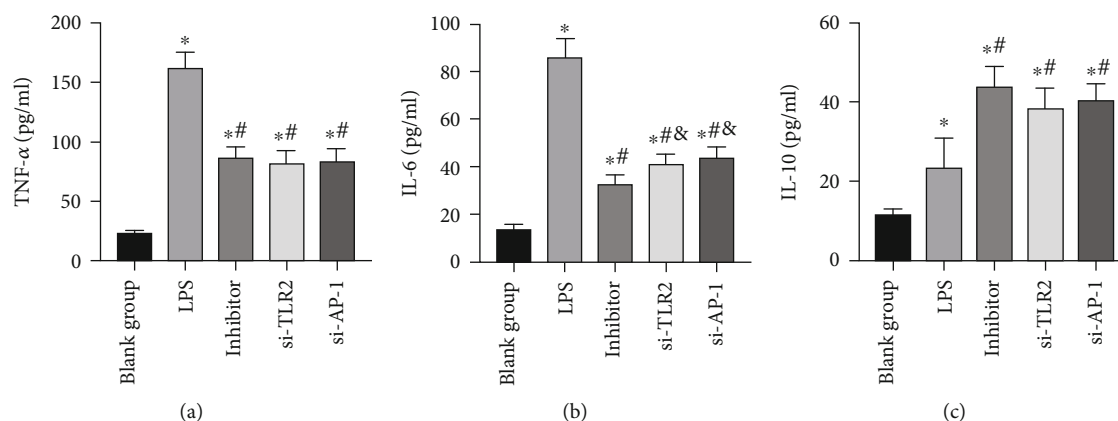 TNF-α (pg/ml)
200
150
100
50
0
*
*#
*#
*#
Blank group
LPS
Inhibitor
si-TLR2
si-AP-1
(a)
IL-6 (pg/ml)
100
80
60
40
20
0
*
*#
*#&
*#&
Blank group
LPS
Inhibitor
si-TLR2
si-AP-1
(b)
IL-10 (pg/ml)
60
40
20
0
*
*#
*#
*#
Blank group
LPS
Inhibitor
si-TLR2
si-AP-1
(c)